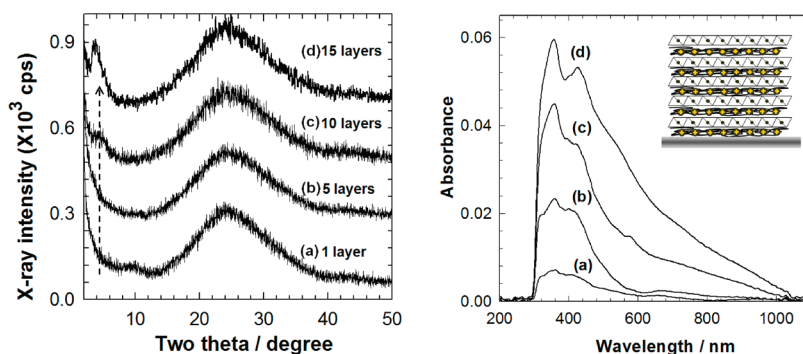 0.9
0.6
0.3
0.0
X-ray intensity (X10³ cps)
(d) 15 layers
(c) 10 layers
(b) 5 layers
(a) 1 layer
10
20
30
40
50
Two theta / degree
0.06
0.04
0.02
0.00
Absorbance
(d)
(c)
(b)
(a)
200
400
600
800
1000
Wavelength / nm